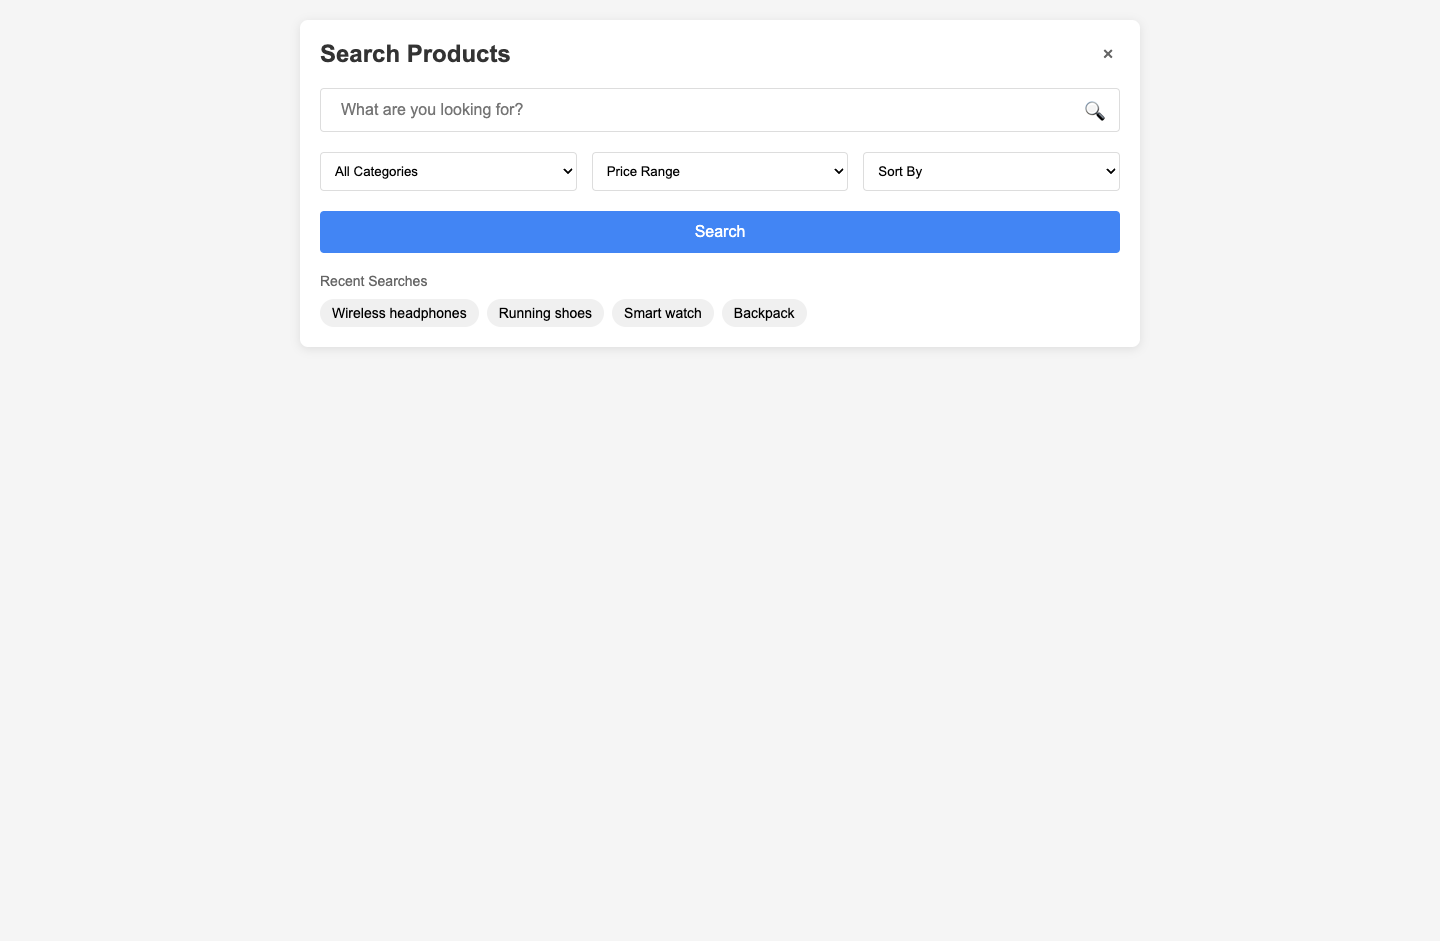 Search Products ×
What are you looking for?
All Categories Price Range Sort By
Search
Recent Searches
Wireless headphones Running shoes Smart watch Backpack